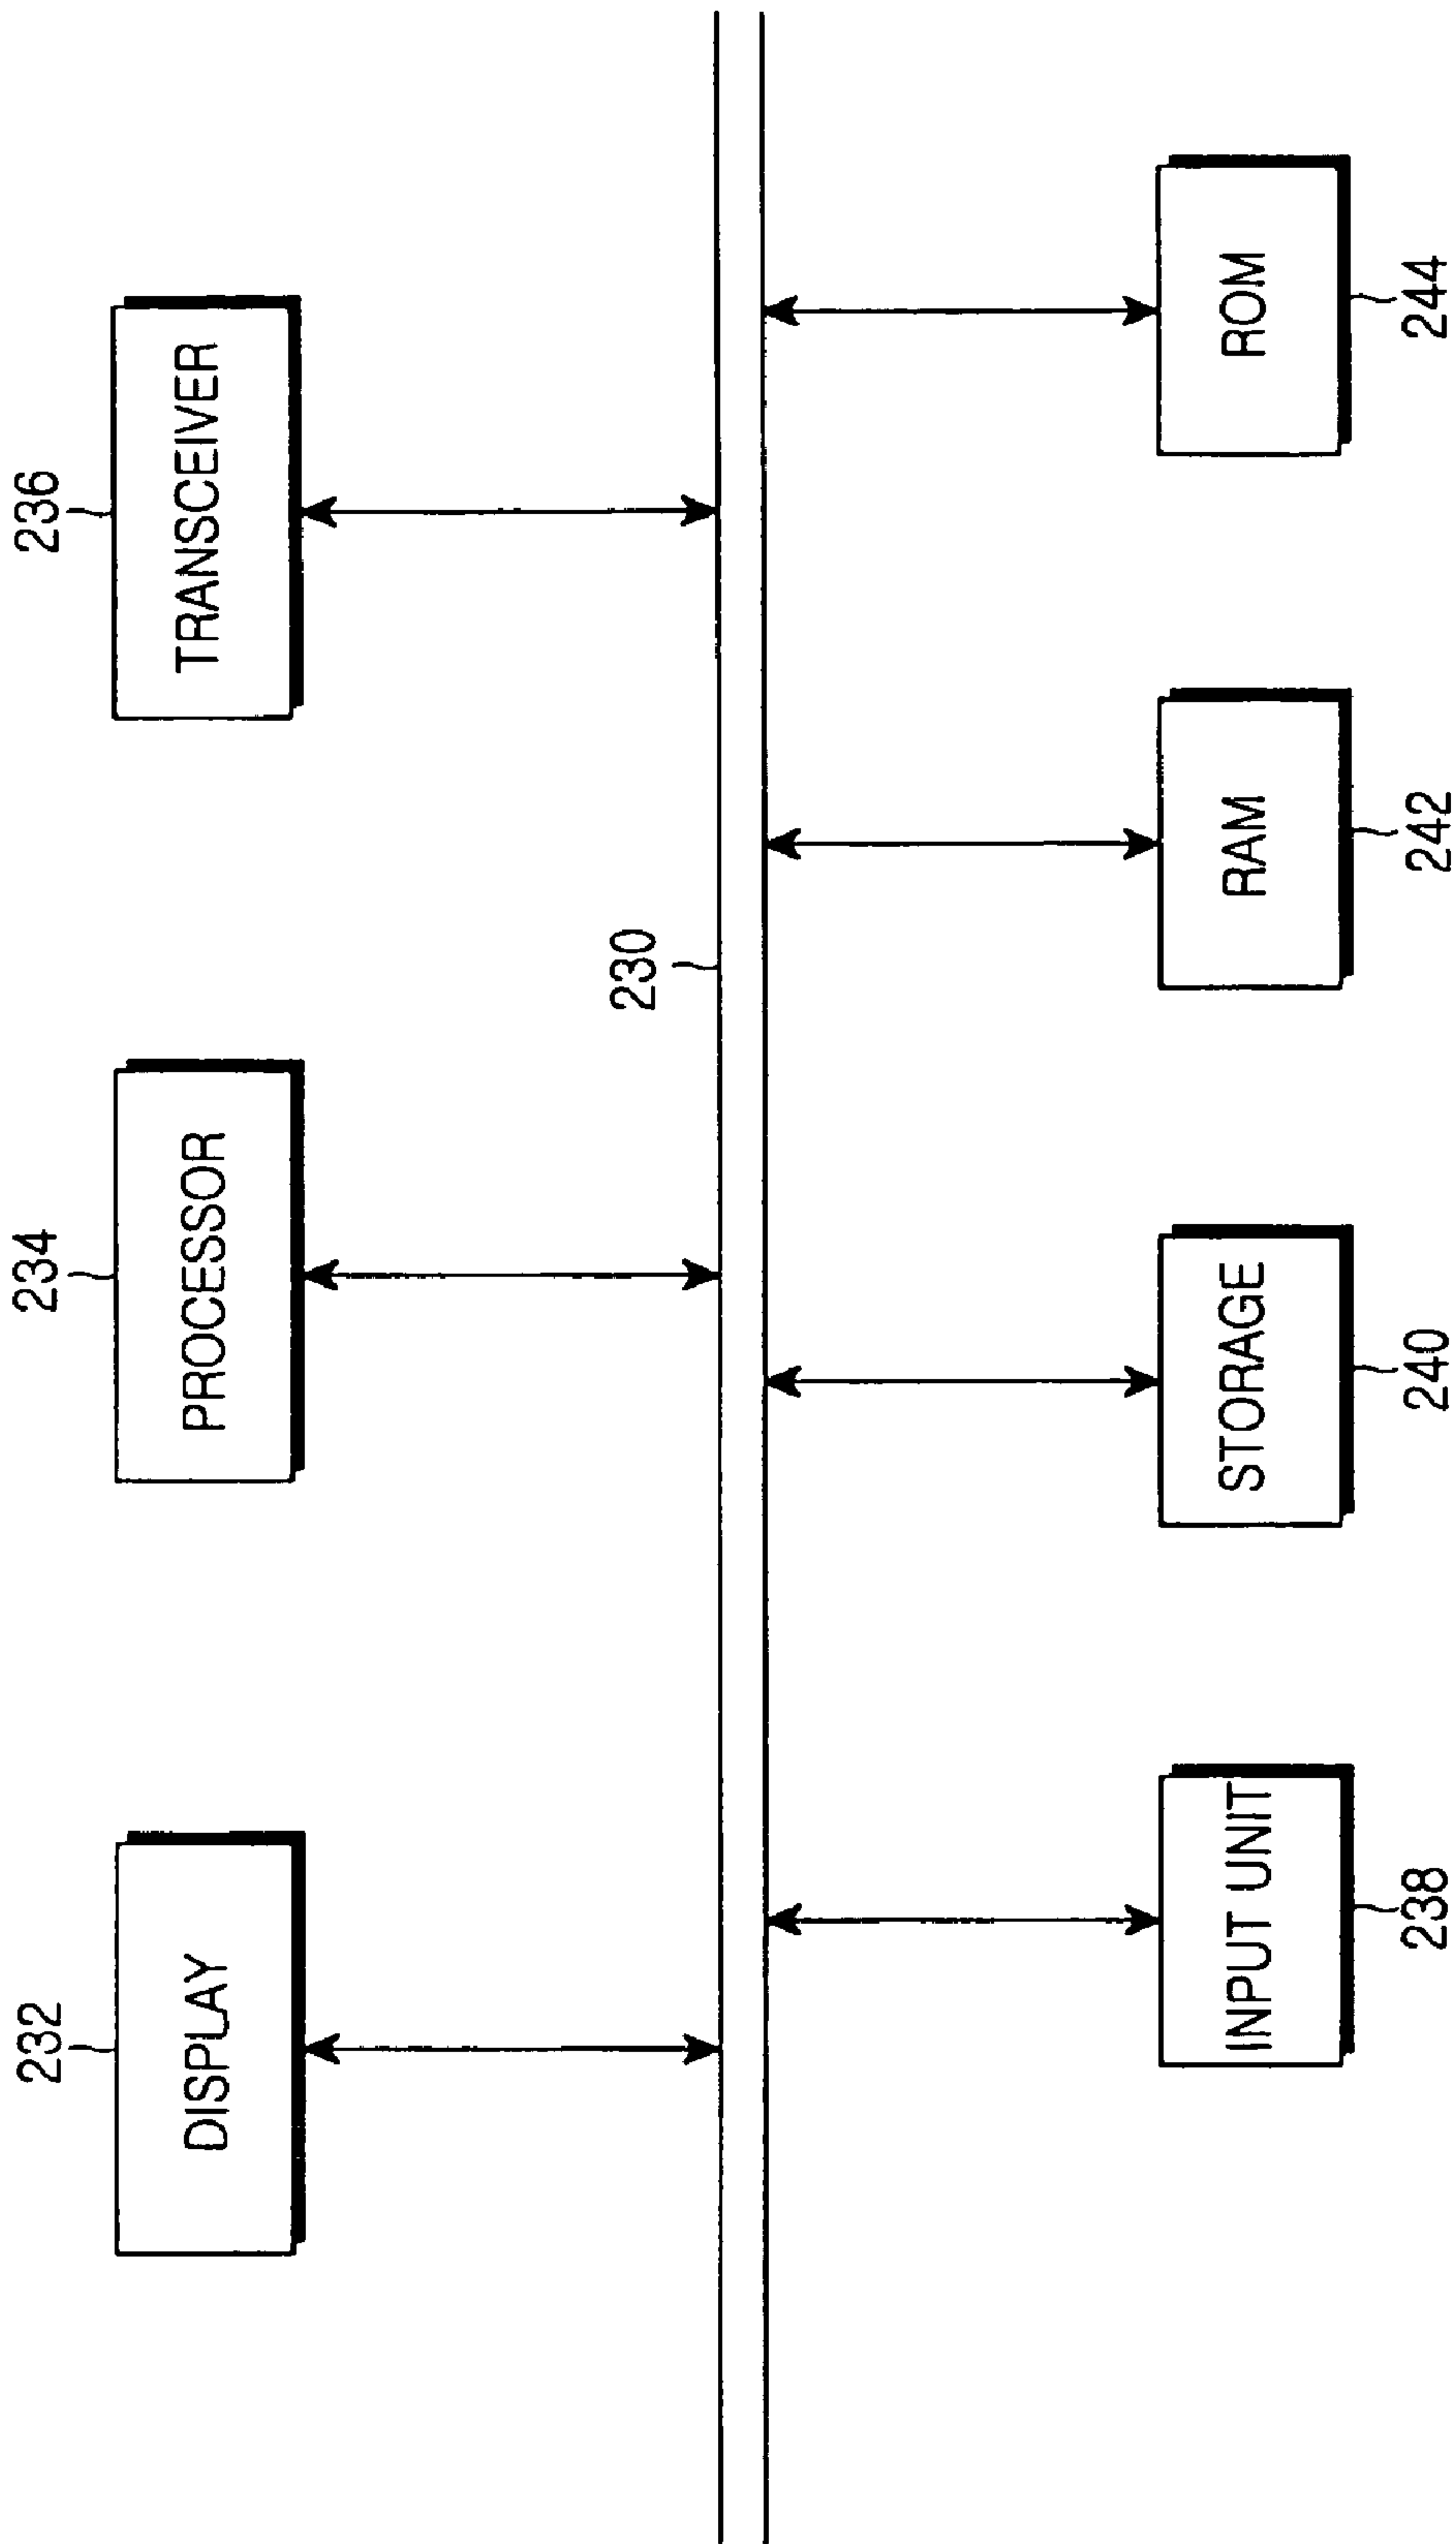 232
234
236
DISPLAY
PROCESSOR
TRANSCEIVER
230
INPUT UNIT
STORAGE
RAM
ROM
238
240
242
244